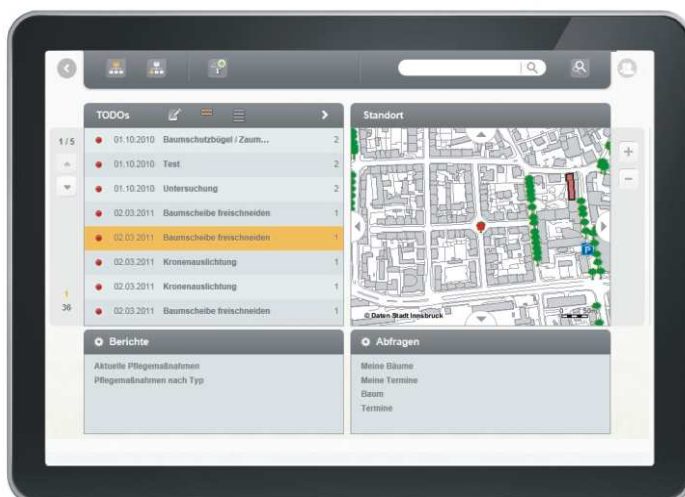 TODOs
1 / 5
01.10.2010 Baumschutzbügel / Zaum... 2
01.10.2010 Test 2
01.10.2010 Untersuchung 2
02.03.2011 Baumscheibe freischneiden 1
02.03.2011 Baumscheibe freischneiden 1
02.03.2011 Kronenauslichtung 1
02.03.2011 Kronenauslichtung 1
02.03.2011 Baumscheibe freischneiden 1
1
36
Standort
P
© Daten Stadt Innsbruck
0 50m
Berichte
Aktuelle Pflegemaßnahmen
Pflegemaßnahmen nach Typ
Abfragen
Meine Bäume
Meine Termine
Baum
Termine